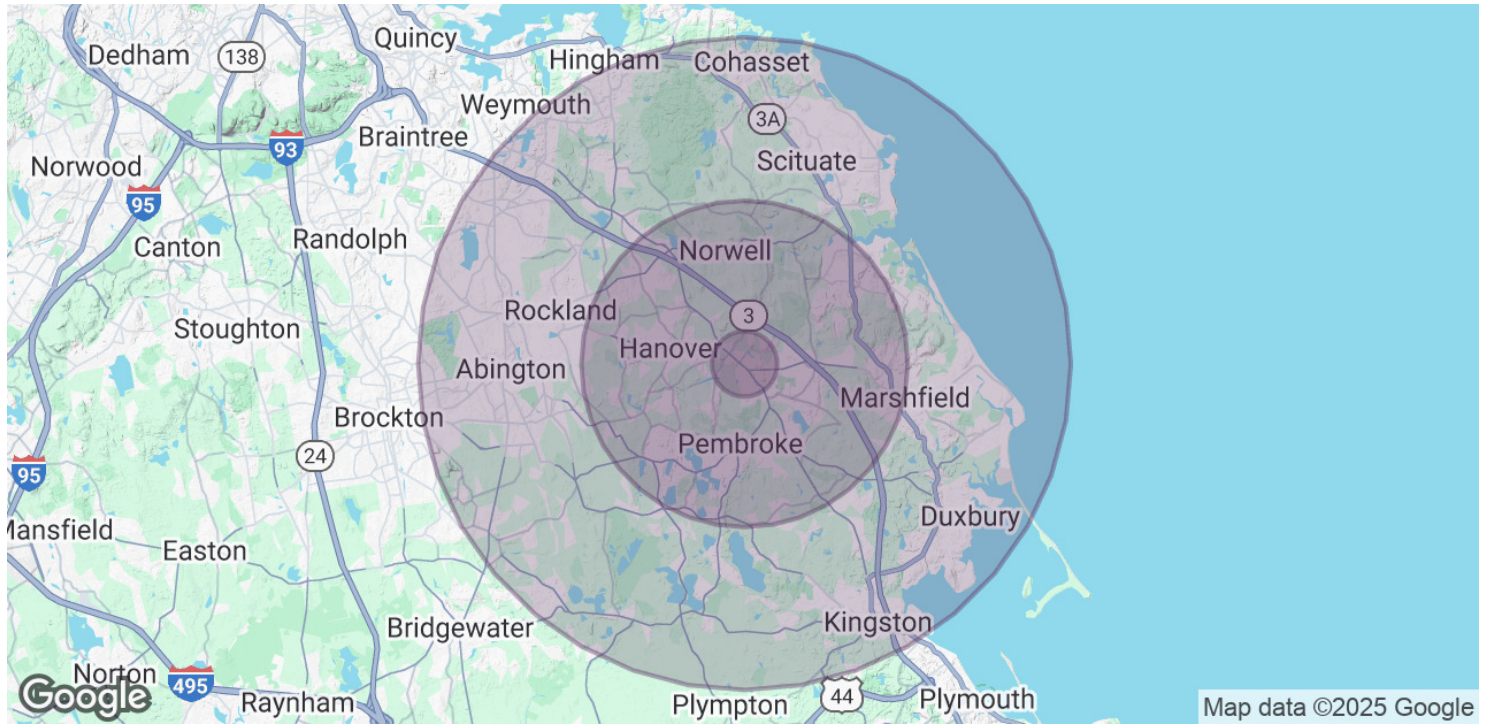 Quincy
Dedham
138
Hingham
Cohasset
Weymouth
3A
Braintree
93
Norwood
Scituate
95
Canton
Randolph
Norwell
Rockland
3
Stoughton
Hanover
Abington
Marshfield
Brockton
Pembroke
24
95
Duxbury
Mansfield
Easton
Kingston
Bridgewater
Norton
495
Raynham
Plympton
44
Plymouth
Google
Map data ©2025 Google